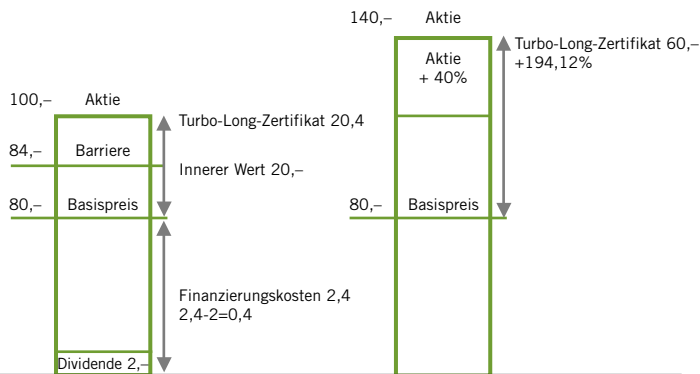 100,– Aktie
84,– Barriere
80,– Basispreis
Dividende 2,–
Turbo-Long-Zertifikat 20,4
Innerer Wert 20,–
Finanzierungskosten 2,4
2,4-2=0,4
140,– Aktie
Aktie
+ 40%
80,– Basispreis
Turbo-Long-Zertifikat 60,–
+194,12%